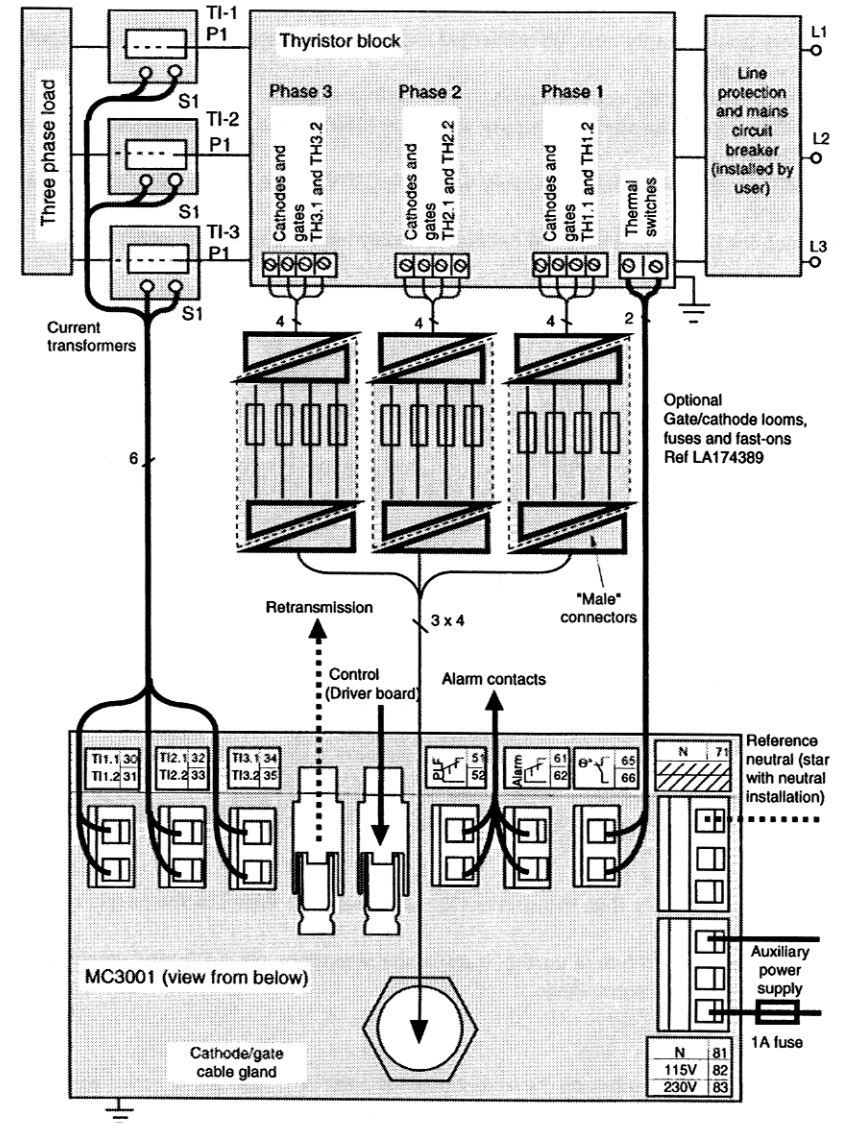 TI-1
P1
S1
TI-2
P1
S1
TI-3
P1
S1
Three phase load
Current
transformers
Thyristor block
Phase 3
Phase 2
Phase 1
Cathodes and
gates
TH3.1 and TH3.2
Cathodes and
gates
TH2.1 and TH2.2
Cathodes and
gates
TH1.1 and TH1.2
Thermal
switches
Line
protection
and mains
circuit
breaker
(installed by
user)
L1
L2
L3
4
4
4
2
Optional
Gate/cathode looms,
fuses and fast-ons
Ref LA174389
6
"Male"
connectors
3 x 4
Retransmission
Control
(Driver board)
Alarm contacts
Reference
neutral (star
with neutral
installation)
TI1.1 30
TI1.2 31
TI2.1 32
TI2.2 33
TI3.1 34
TI3.2 35
PLF
51
52
Alarm
61
62
θ°
65
66
N 71
MC3001 (view from below)
Cathode/gate
cable gland
Auxiliary
power
supply
1A fuse
N 81
115V 82
230V 83